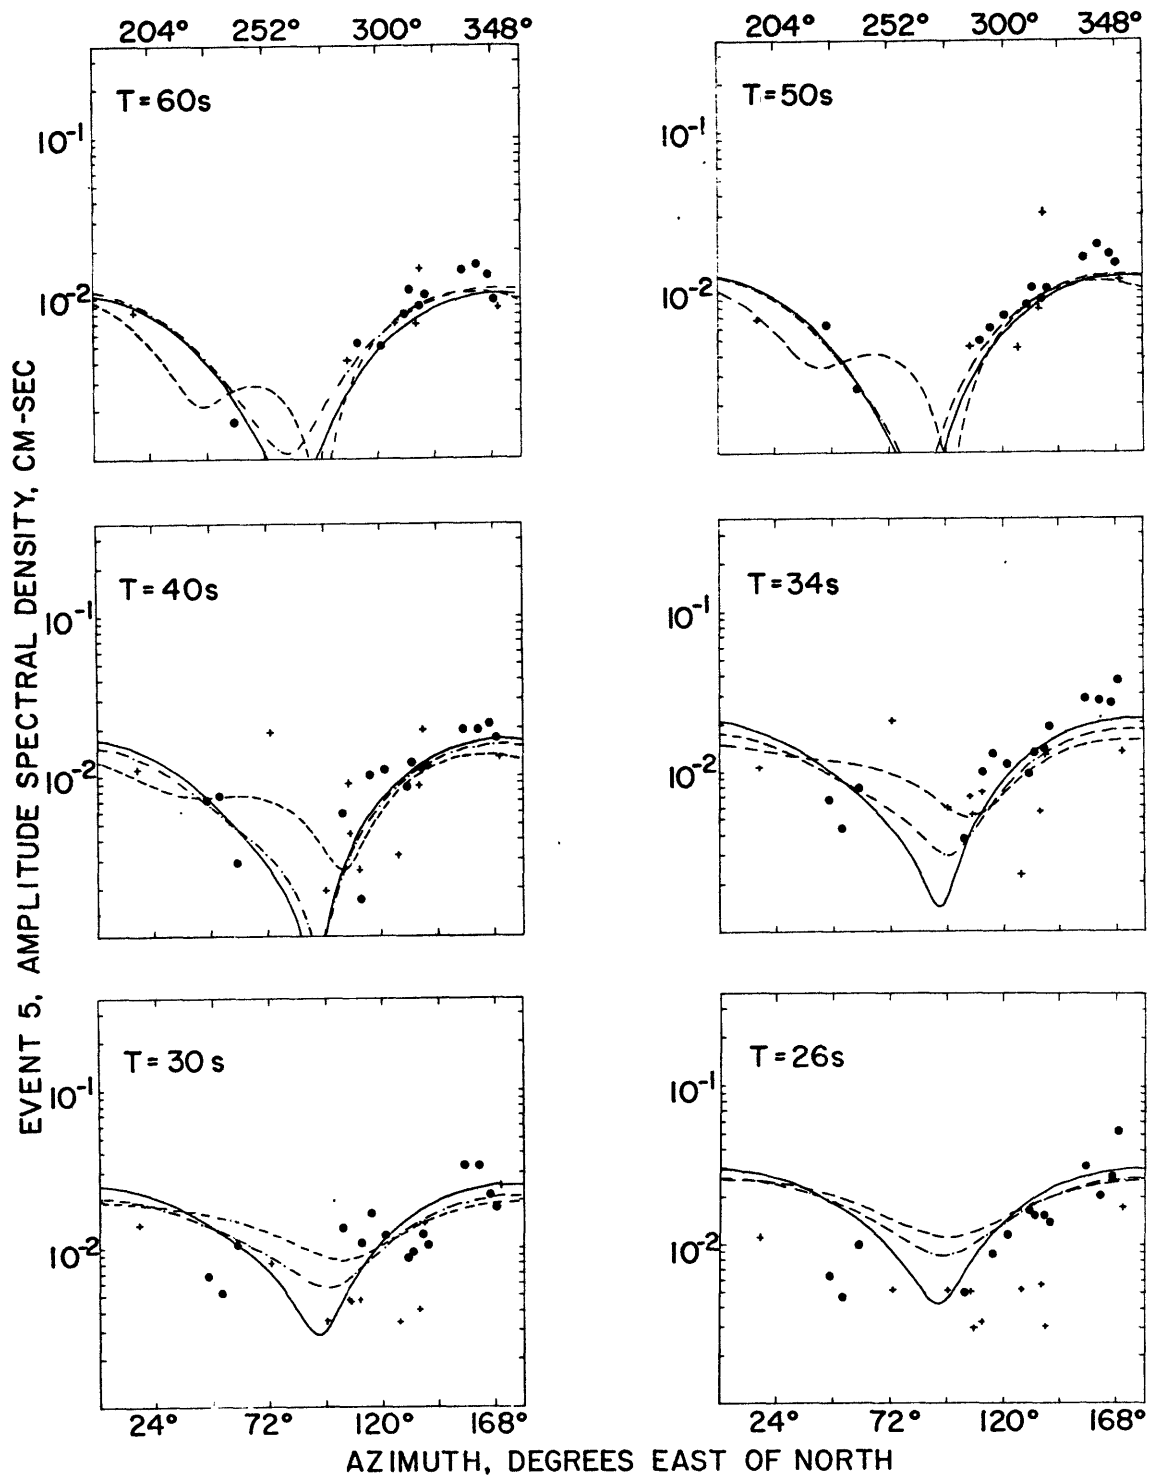 204° 252° 300° 348°
204° 252° 300° 348°
T=60s
T=50s
10-1
10-2
10-1
10-2
T=40s
T=34s
10-1
10-2
10-1
10-2
T=30s
T=26s
10-1
10-2
10-1
10-2
24° 72° 120° 168°
24° 72° 120° 168°
AZIMUTH, DEGREES EAST OF NORTH
EVENT 5, AMPLITUDE SPECTRAL DENSITY, CM-SEC